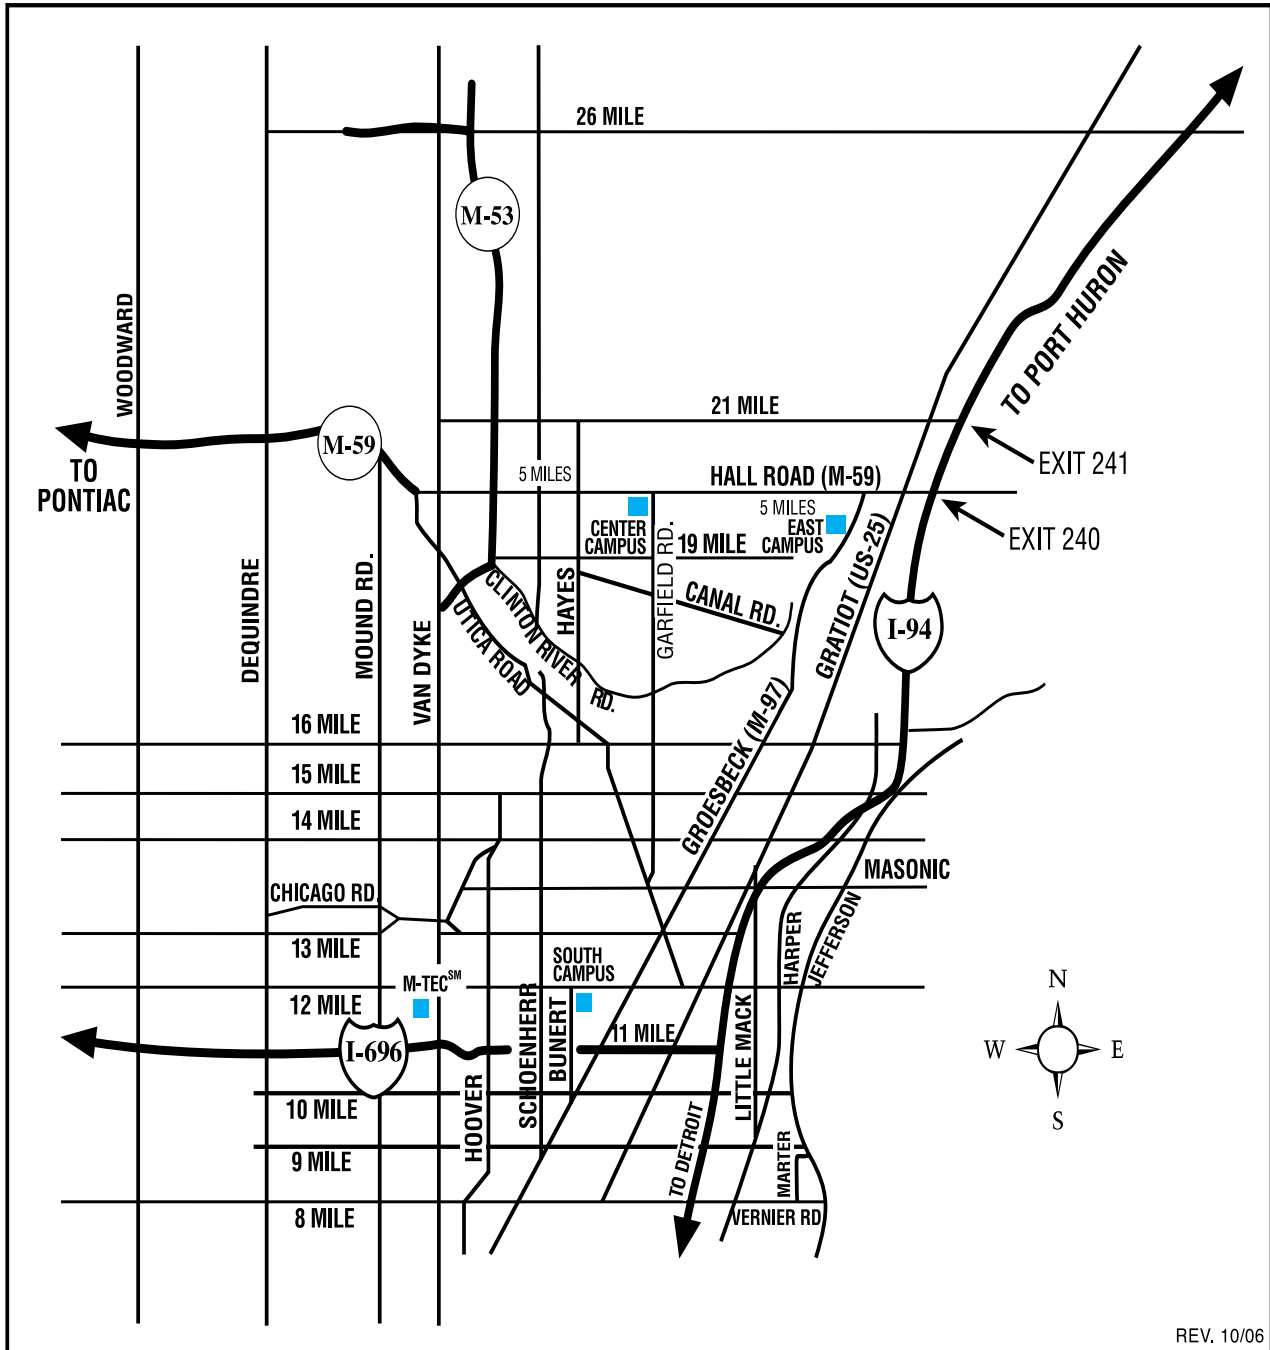 26 MILE
M-53
WOODWARD
TO PORT HURON
21 MILE
M-59
TO
PONTIAC
5 MILES
HALL ROAD (M-59)
EXIT 241
5 MILES
CENTER
CAMPUS
EAST
CAMPUS
EXIT 240
19 MILE
DEQUINDRE
MOUND RD.
VAN DYKE
UTICA ROAD
CLINTON RIVER RD.
HAYES
GARFIELD RD.
CANAL RD.
GROESBECK (M-97)
GRATIOT (US-25)
I-94
16 MILE
15 MILE
14 MILE
MASONIC
CHICAGO RD.
13 MILE
HARPER
JEFFERSON
SOUTH
CAMPUS
M-TEC℠
12 MILE
I-696
11 MILE
HOOVER
SCHOENHERR
BUNERT
LITTLE MACK
N
W
E
S
10 MILE
9 MILE
TO DETROIT
MARTER
8 MILE
VERNIER RD.
REV. 10/06